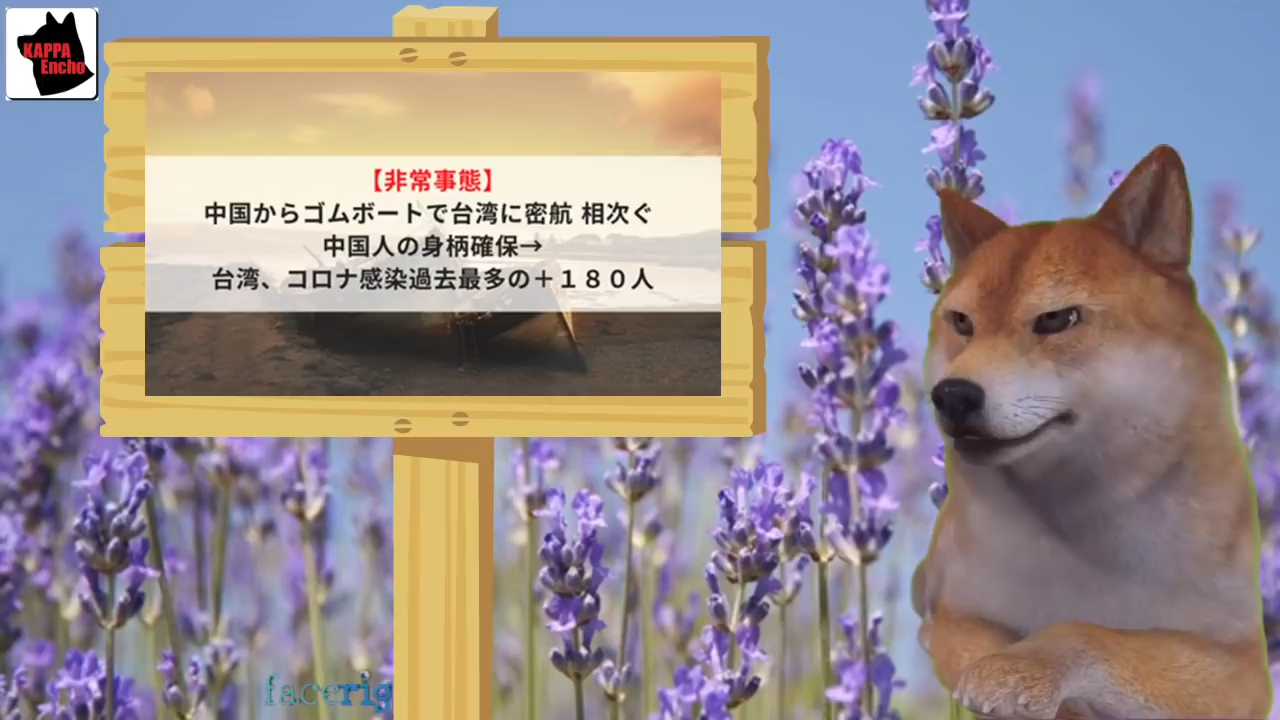 KAPPA
Encho
【非常事態】
中国からゴムボートで台湾に密航 相次ぐ
中国人の身柄確保→
台湾、コロナ感染過去最多の＋１８０人
facerig